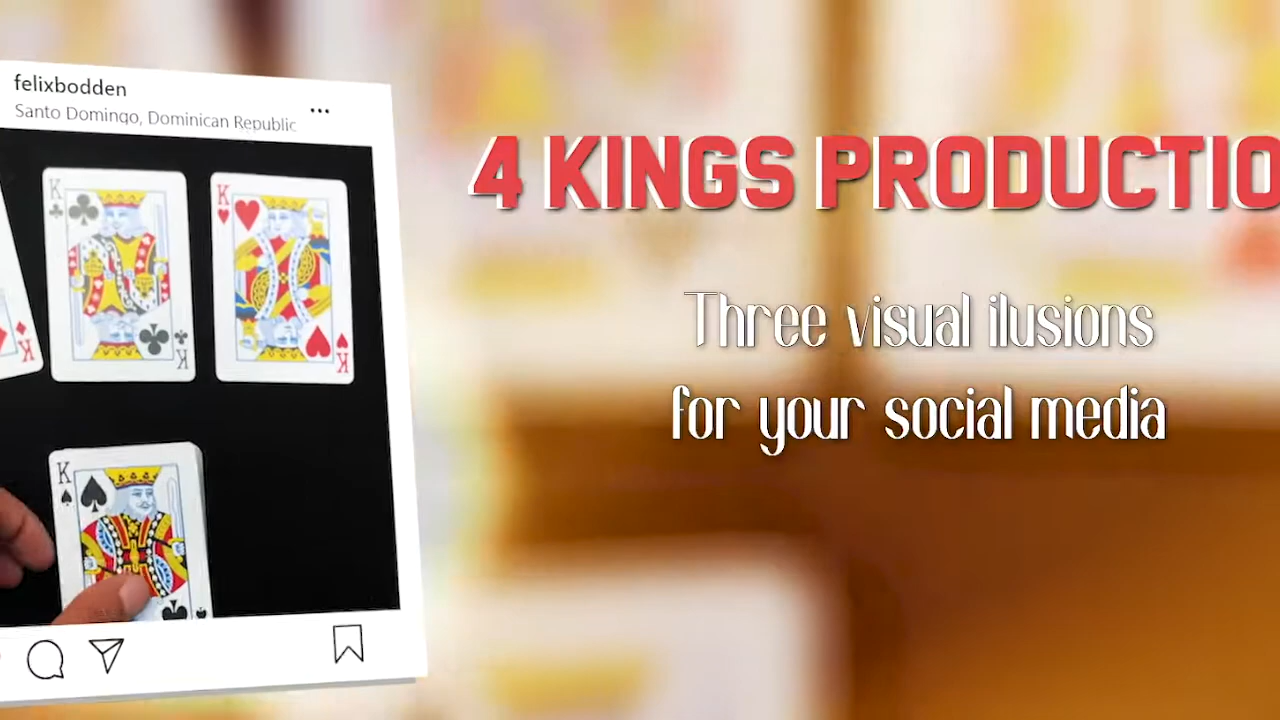 felixbodden
Santo Domingo, Dominican Republic
K
K
K
K
K
K
4 KINGS PRODUCTIO
Three visual ilusions
for your social media